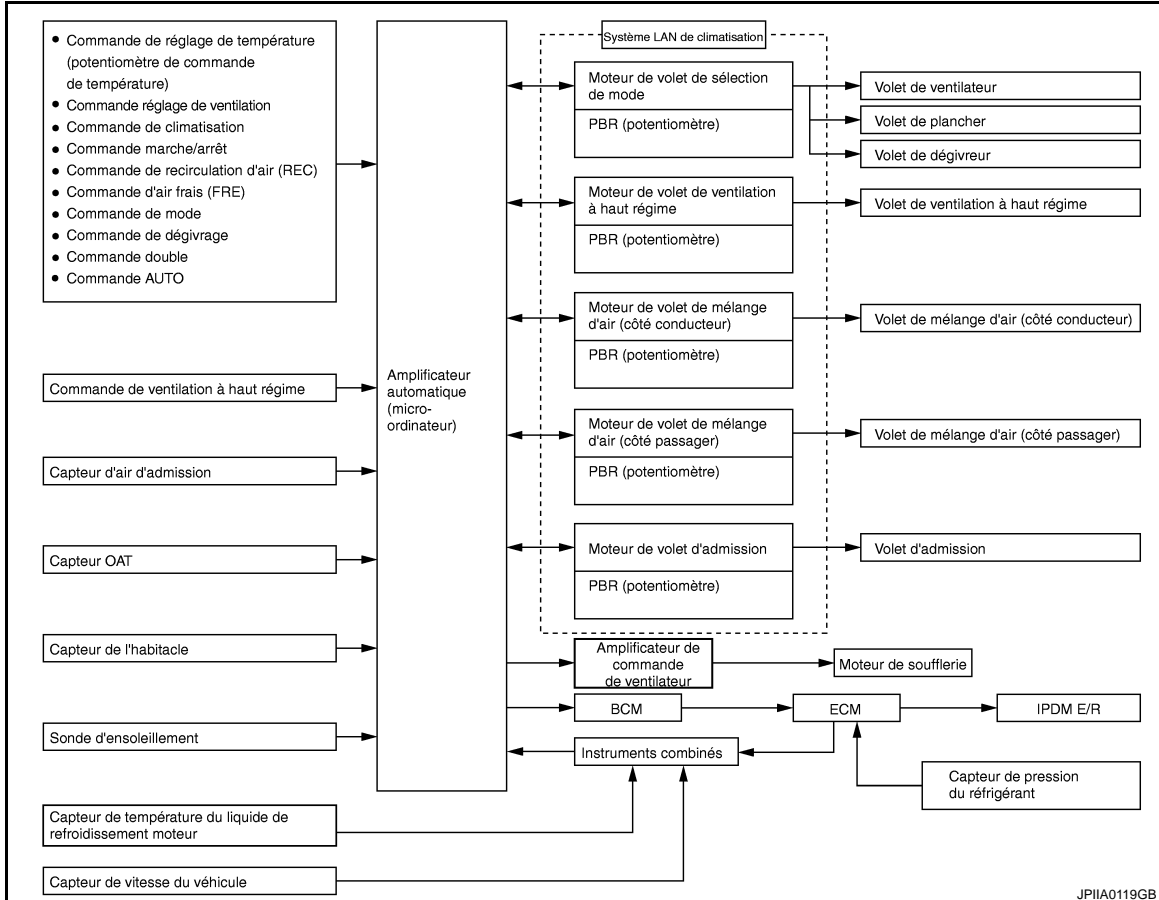 • Commande de réglage de température
(potentiomètre de commande
de température)
• Commande réglage de ventilation
• Commande de climatisation
• Commande marche/arrêt
• Commande de recirculation d'air (REC)
• Commande d'air frais (FRE)
• Commande de mode
• Commande de dégivrage
• Commande double
• Commande AUTO
Commande de ventilation à haut régime
Capteur d'air d'admission
Capteur OAT
Capteur de l'habitacle
Sonde d'ensoleillement
Capteur de température du liquide de
refroidissement moteur
Capteur de vitesse du véhicule
Amplificateur
automatique
(micro-
ordinateur)
Système LAN de climatisation
Moteur de volet de sélection
de mode
PBR (potentiomètre)
Moteur de volet de ventilation
à haut régime
PBR (potentiomètre)
Moteur de volet de mélange
d'air (côté conducteur)
PBR (potentiomètre)
Moteur de volet de mélange
d'air (côté passager)
PBR (potentiomètre)
Moteur de volet d'admission
PBR (potentiomètre)
Volet de ventilateur
Volet de plancher
Volet de dégivreur
Volet de ventilation à haut régime
Volet de mélange d'air (côté conducteur)
Volet de mélange d'air (côté passager)
Volet d'admission
Amplificateur de
commande
de ventilateur
Moteur de soufflerie
BCM
ECM
IPDM E/R
Instruments combinés
Capteur de pression
du réfrigérant
JPIIA0119GB